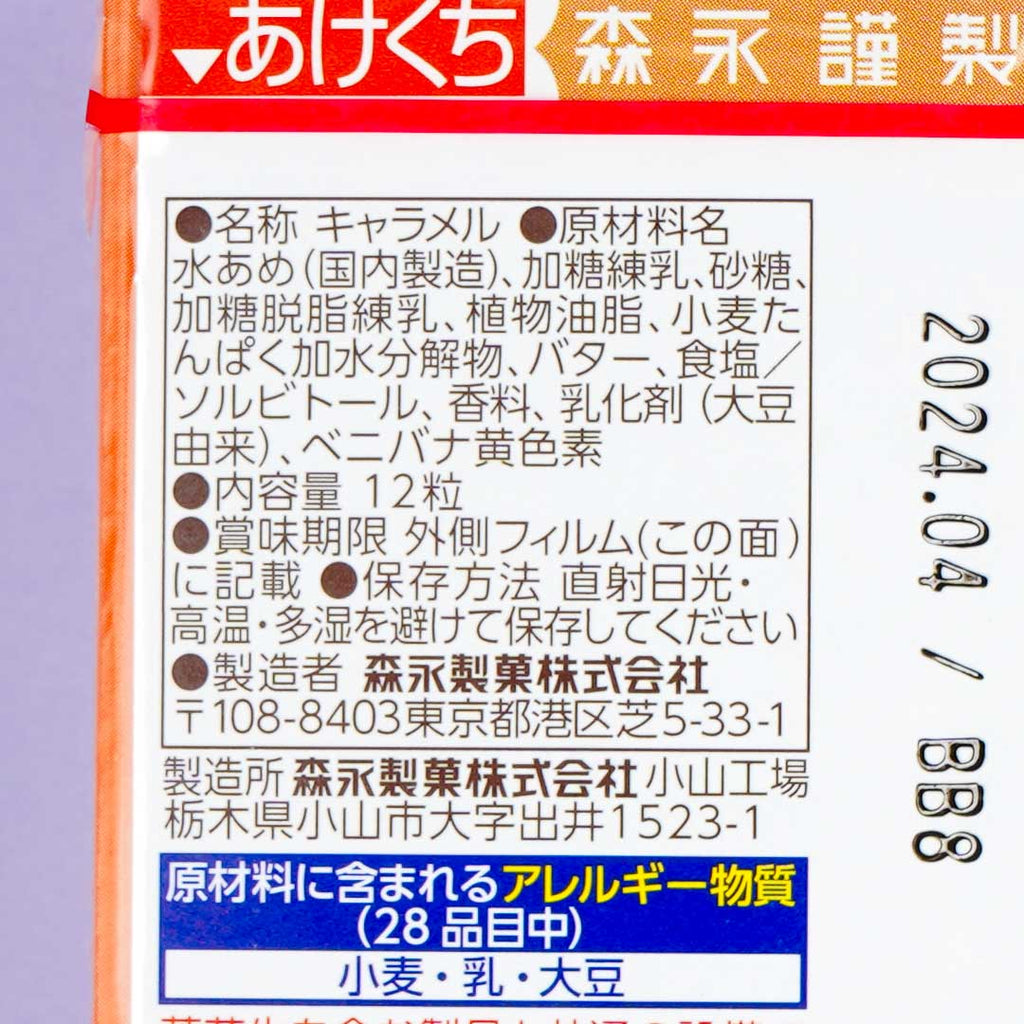 ▼あけくち
森永謹製
●名称 キャラメル ●原材料名
水あめ(国内製造)、加糖練乳、砂糖、
加糖脱脂練乳、植物油脂、小麦た
んぱく加水分解物、バター、食塩／
ソルビトール、香料、乳化剤(大豆
由来)、ベニバナ黄色素
●内容量 12粒
●賞味期限 外側フィルム(この面)
に記載 ●保存方法 直射日光・
高温・多湿を避けて保存してください
●製造者 森永製菓株式会社
〒108-8403東京都港区芝5-33-1
製造所 森永製菓株式会社小山工場
栃木県小山市大字出井1523-1
原材料に含まれるアレルギー物質
(28品目中)
小麦・乳・大豆
2024.04 / BB8